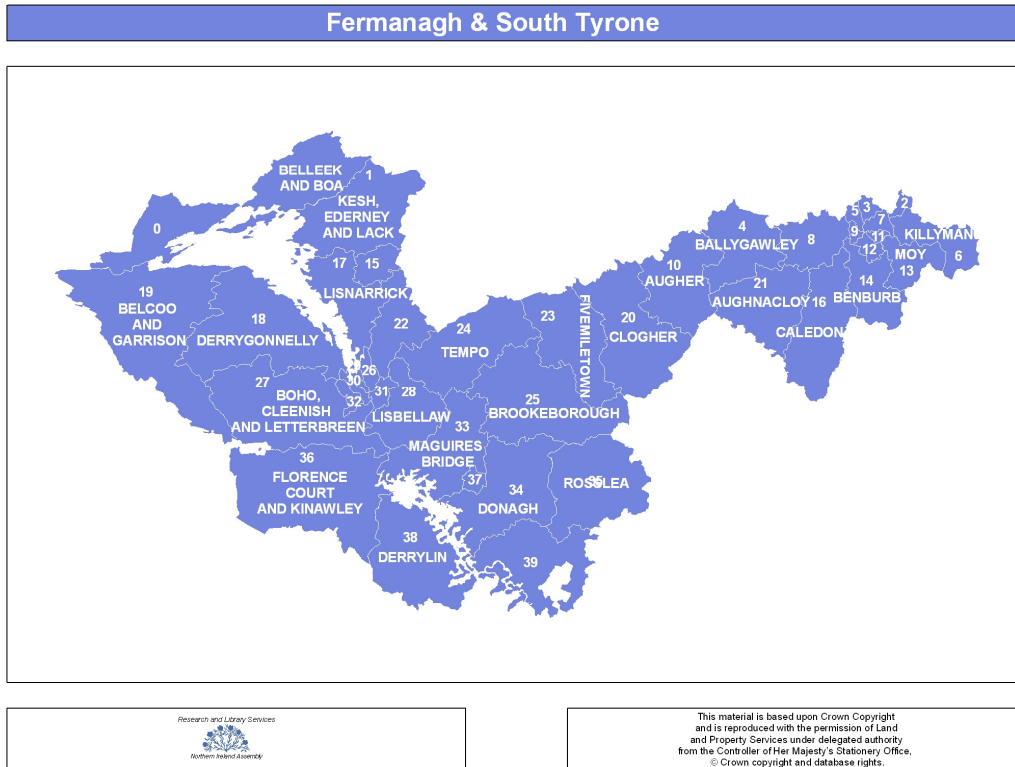 Fermanagh & South Tyrone
BELLEEK
AND BOA
1
KESH,
EDERNEY
AND LACK
0
17
15
LISNARRICK
19
BELCOO
AND
GARRISON
18
DERRYGONNELLY
22
24
TEMPO
23
FIVEMILETOWN
20
CLOGHER
10
AUGHER
4
BALLYGAWLEY
8
5
3
2
7
9
11
12
KILLYMAN
MOY
6
13
21
AUGHNACLOY
16
14
BENBURB
CALEDON
27
BOHO,
CLEENISH
AND LETTERBREEN
30
26
32
31
28
LISBELLAW
25
BROOKEBOROUGH
33
MAGUIRES
BRIDGE
36
FLORENCE
COURT
AND KINAWLEY
37
34
DONAGH
ROSSLEA
35
38
DERRYLIN
39
Research and Library Services
Northern Ireland Assembly
This material is based upon Crown Copyright
and is reproduced with the permission of Land
and Property Services under delegated authority
from the Controller of Her Majesty's Stationery Office,
© Crown copyright and database rights.